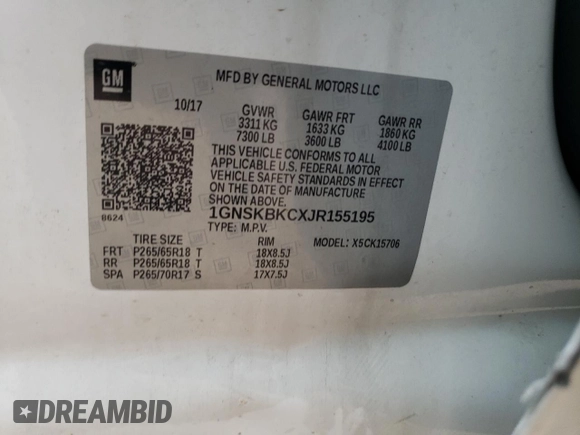 GM
MFD BY GENERAL MOTORS LLC
10/17 GVWR GAWR FRT GAWR RR
3311 KG 1633 KG 1860 KG
7300 LB 3600 LB 4100 LB
THIS VEHICLE CONFORMS TO ALL
APPLICABLE U.S. FEDERAL MOTOR
VEHICLE SAFETY STANDARDS IN EFFECT
ON THE DATE OF MANUFACTURE
SHOWN ABOVE.
8624
1GNSKBKCXJR155195
TYPE: M.P.V. MODEL: X5CK15706
TIRE SIZE RIM
FRT P265/65R18 T 18X8.5J
RR P265/65R18 T 18X8.5J
SPA P265/70R17 S 17X7.5J
DREAMBID